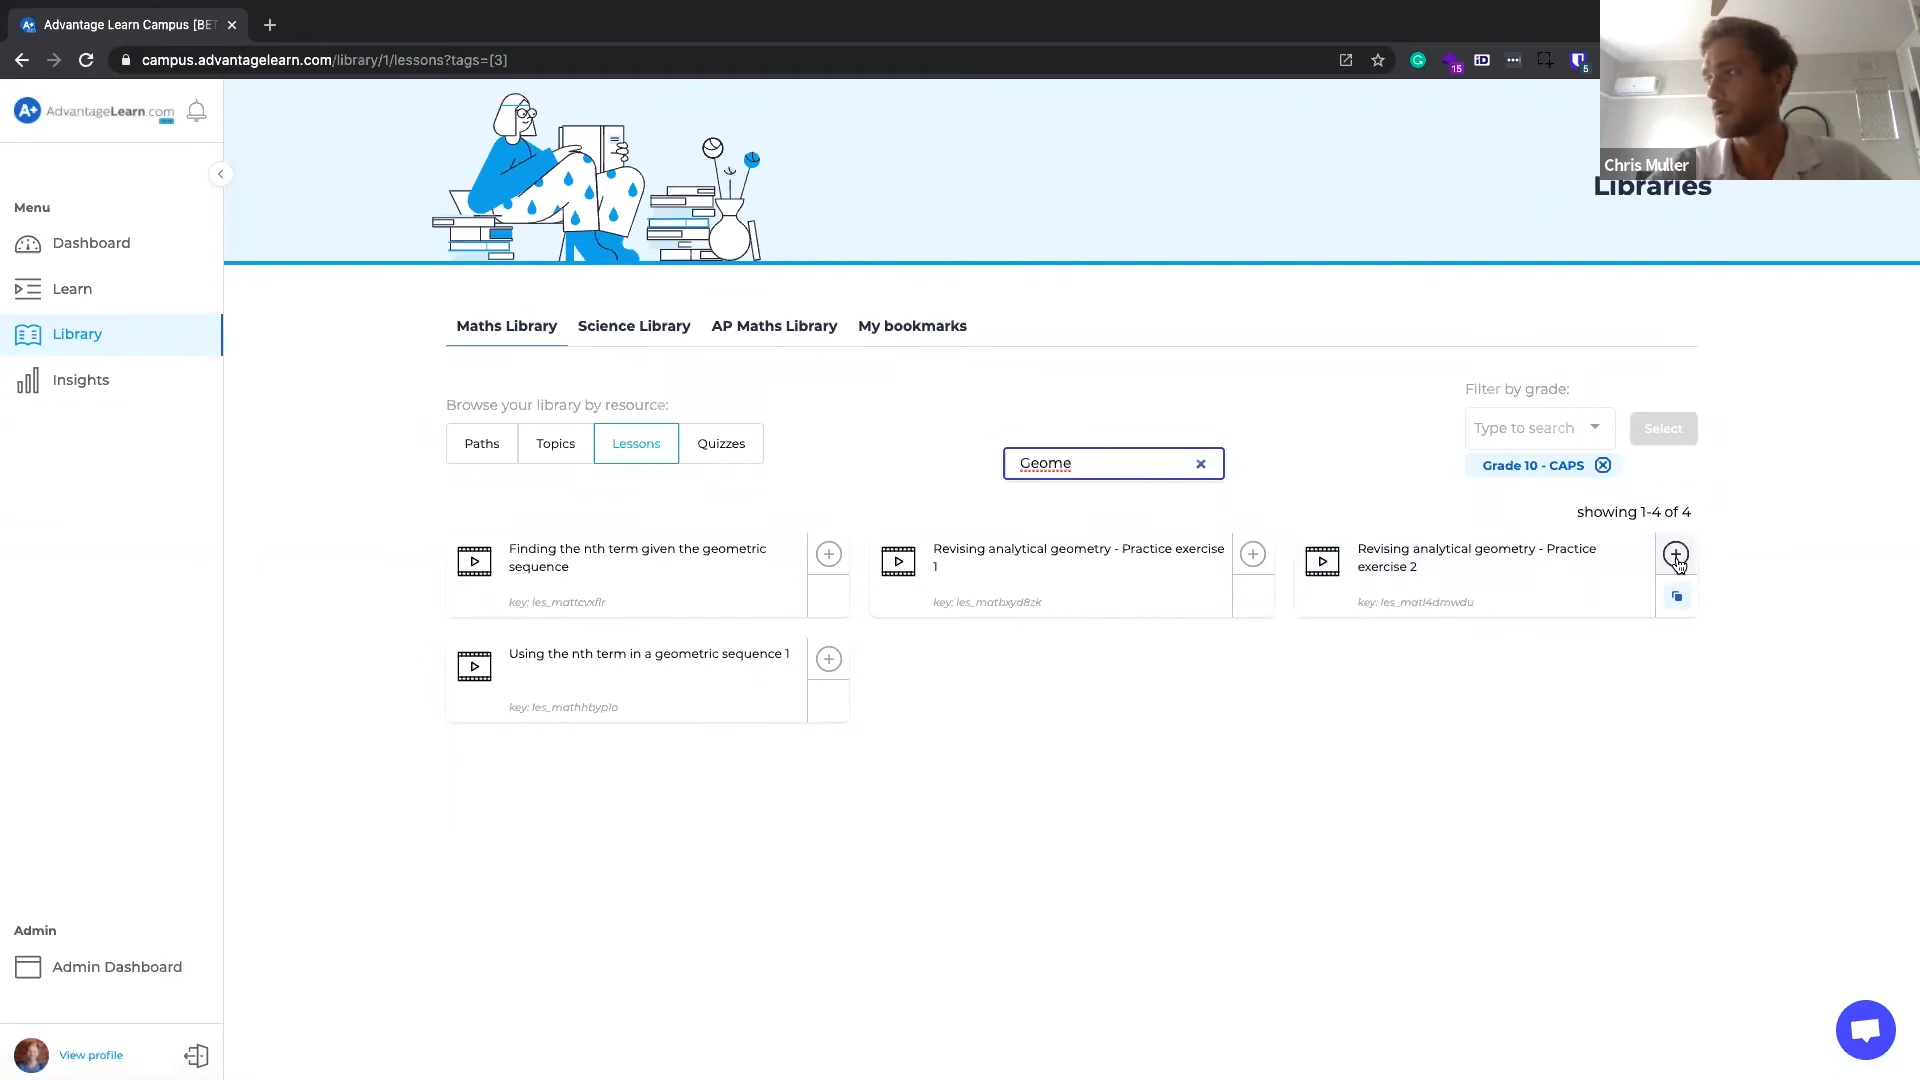 Advantage Learn Campus [BET
campus.advantagelearn.com/library/1/lessons?tags=[3]
15
iD
5
Chris Muller
A+ AdvantageLearn.com
Libraries
Menu
Dashboard
Learn
Library
Insights
Maths Library
Science Library
AP Maths Library
My bookmarks
Browse your library by resource:
Paths
Topics
Lessons
Quizzes
Geome
Filter by grade:
Type to search
Select
Grade 10 - CAPS
showing 1-4 of 4
Finding the nth term given the geometric
sequence
key: les_mattcvxflr
Revising analytical geometry - Practice exercise
1
key: les_matbxyd8zk
Revising analytical geometry - Practice
exercise 2
key: les_matl4dmwdu
Using the nth term in a geometric sequence 1
key: les_mathhbyp1o
Admin
Admin Dashboard
View profile